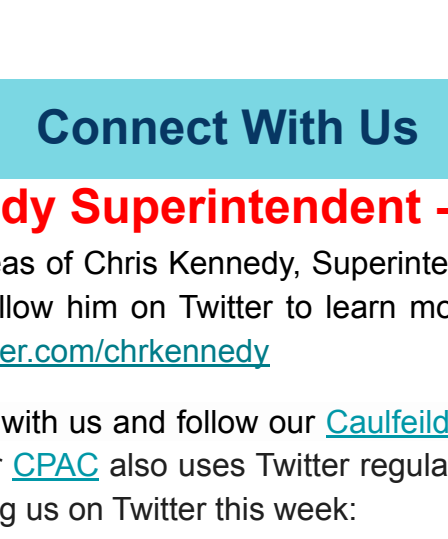 Connect With Us
dy Superintendent -
eas of Chris Kennedy, Superinte
llow him on Twitter to learn mo
er.com/chrkennedy
with us and follow our Caulfeild
CPAC also uses Twitter regula
g us on Twitter this week: